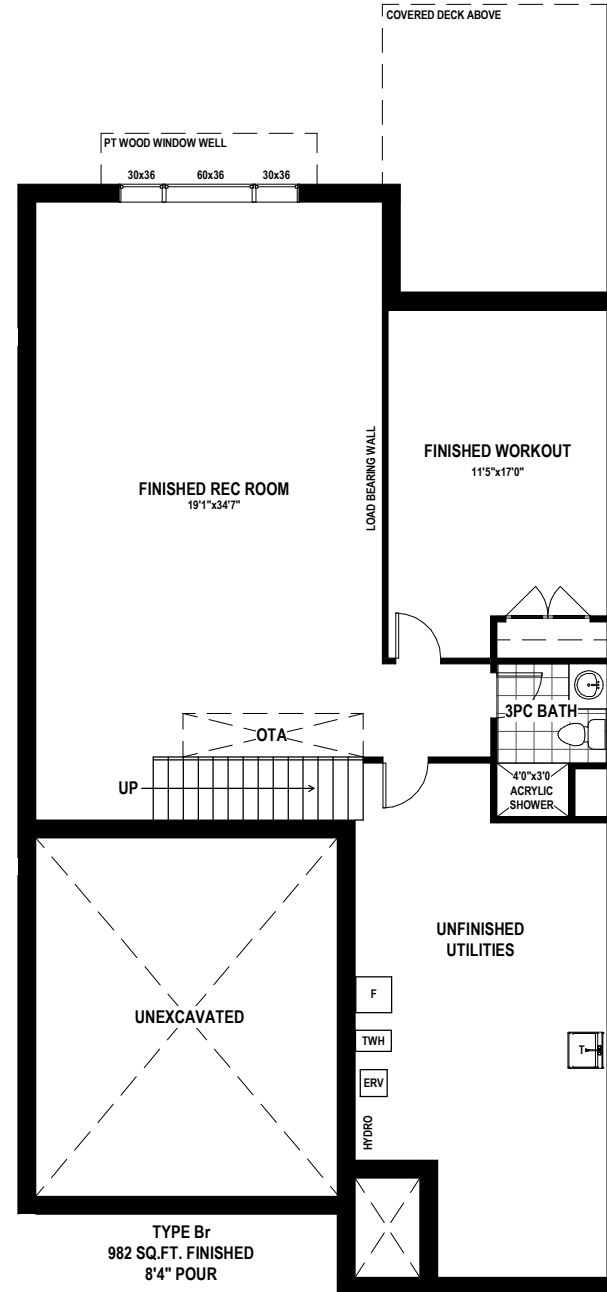 COVERED DECK ABOVE
PT WOOD WINDOW WELL
30x36
60x36
30x36
LOAD BEARING WALL
FINISHED WORKOUT
11'5"x17'0"
FINISHED REC ROOM
19'1"x34'7"
3PC BATH
OTA
UP
4'0"x3'0
ACRYLIC
SHOWER
UNFINISHED
UTILITIES
F
UNEXCAVATED
TWH
T
ERV
HYDRO
TYPE Br
982 SQ.FT. FINISHED
8'4" POUR